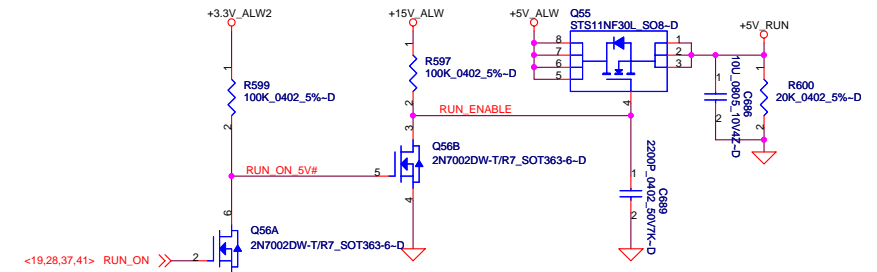 +3.3V_ALW2
+15V_ALW
+5V_ALW
Q55
STS11NF30L_SO8~D
+5V_RUN
8
7
6
5
1
2
3
4
1
R599
100K_0402_5%~D
2
1
R597
100K_0402_5%~D
2
RUN_ENABLE
1
2
C686
10U_0805_10V4Z~D
1
R600
20K_0402_5%~D
2
3
Q56B
2N7002DW-T/R7_SOT363-6~D
5
4
RUN_ON_5V#
1
2
C689
2200P_0402_50V7K~D
6
Q56A
2N7002DW-T/R7_SOT363-6~D
2
<19,28,37,41> RUN_ON